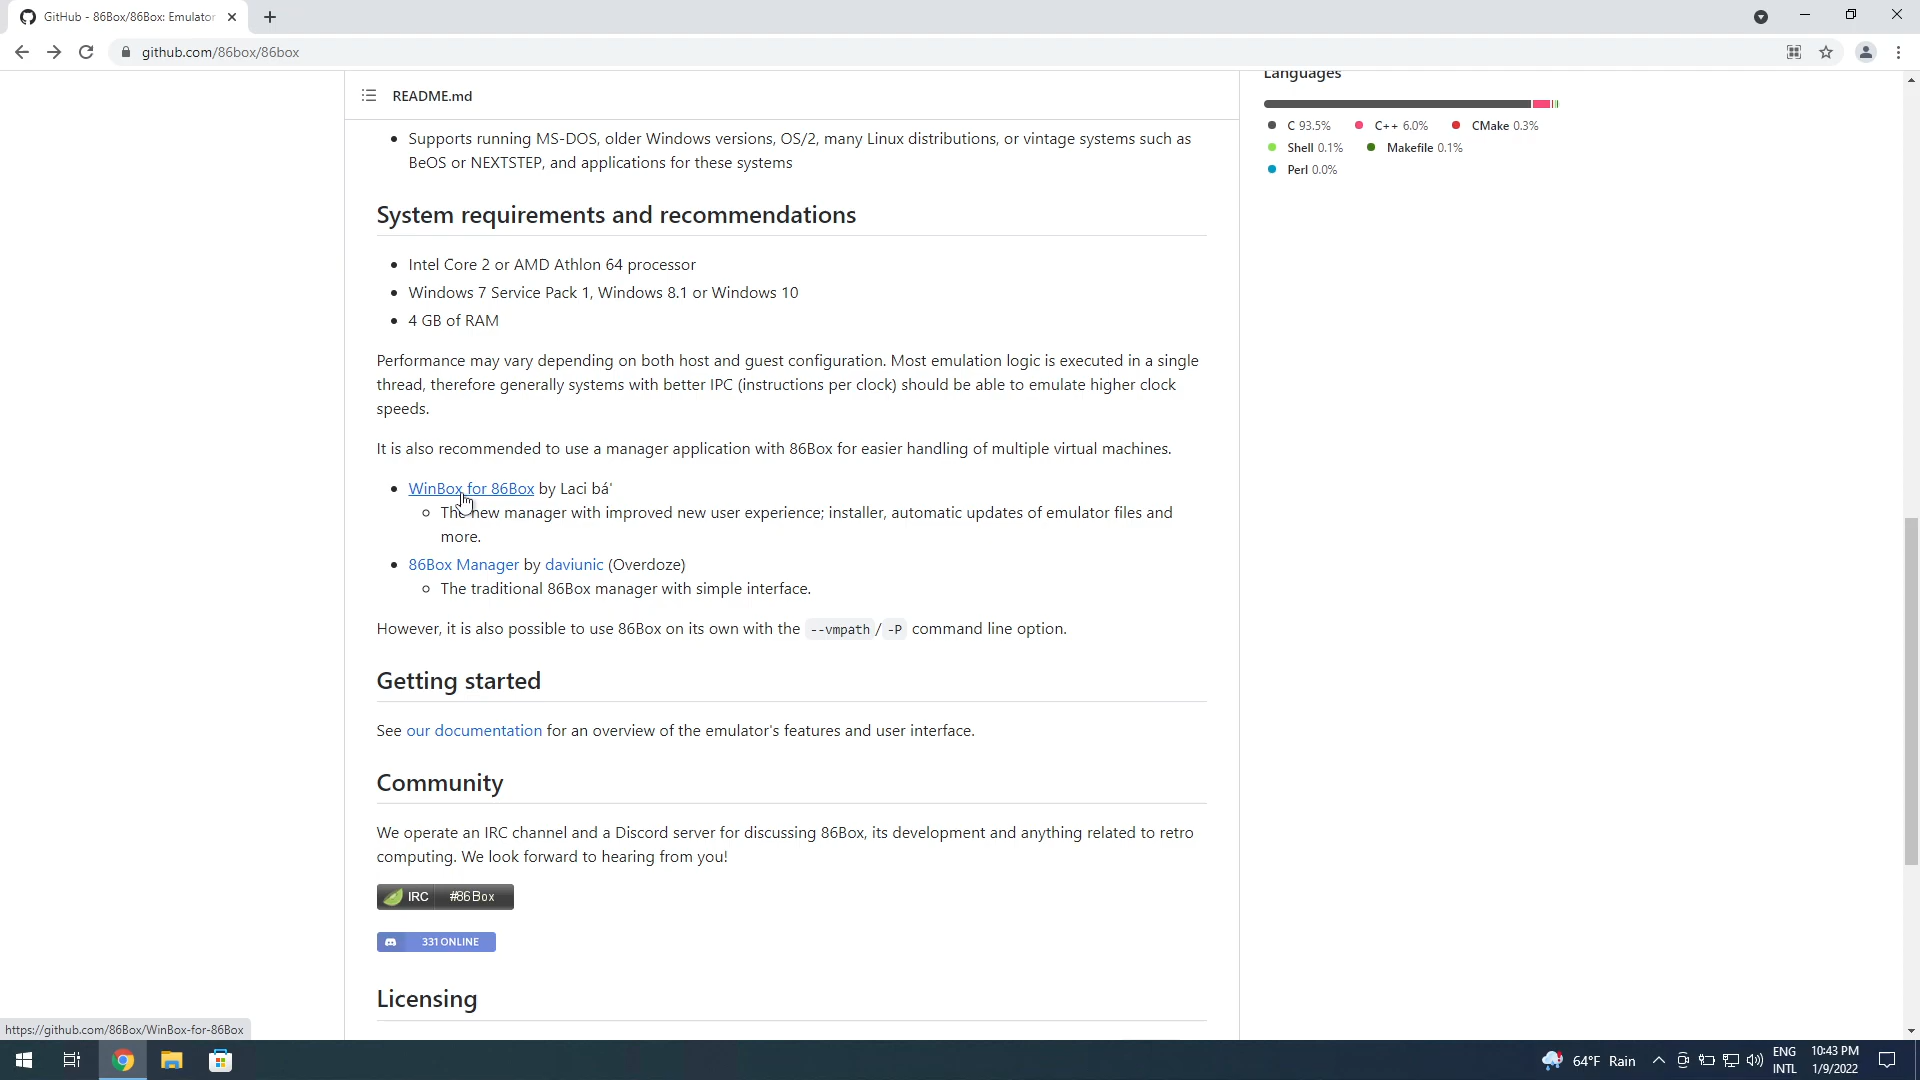 GitHub - 86Box/86Box: Emulator
github.com/86box/86box
Languages
README.md
C 93.5%
C++ 6.0%
CMake 0.3%
Shell 0.1%
Makefile 0.1%
Perl 0.0%
Supports running MS-DOS, older Windows versions, OS/2, many Linux distributions, or vintage systems such as
BeOS or NEXTSTEP, and applications for these systems
System requirements and recommendations
Intel Core 2 or AMD Athlon 64 processor
Windows 7 Service Pack 1, Windows 8.1 or Windows 10
4 GB of RAM
Performance may vary depending on both host and guest configuration. Most emulation logic is executed in a single
thread, therefore generally systems with better IPC (instructions per clock) should be able to emulate higher clock
speeds.
It is also recommended to use a manager application with 86Box for easier handling of multiple virtual machines.
WinBox for 86Box by Laci bá'
The new manager with improved new user experience; installer, automatic updates of emulator files and
more.
86Box Manager by daviunic (Overdoze)
The traditional 86Box manager with simple interface.
However, it is also possible to use 86Box on its own with the --vmpath / -P command line option.
Getting started
See our documentation for an overview of the emulator's features and user interface.
Community
We operate an IRC channel and a Discord server for discussing 86Box, its development and anything related to retro
computing. We look forward to hearing from you!
IRC #86Box
331 ONLINE
Licensing
https://github.com/86Box/WinBox-for-86Box
64°F Rain
ENG
INTL
10:43 PM
1/9/2022